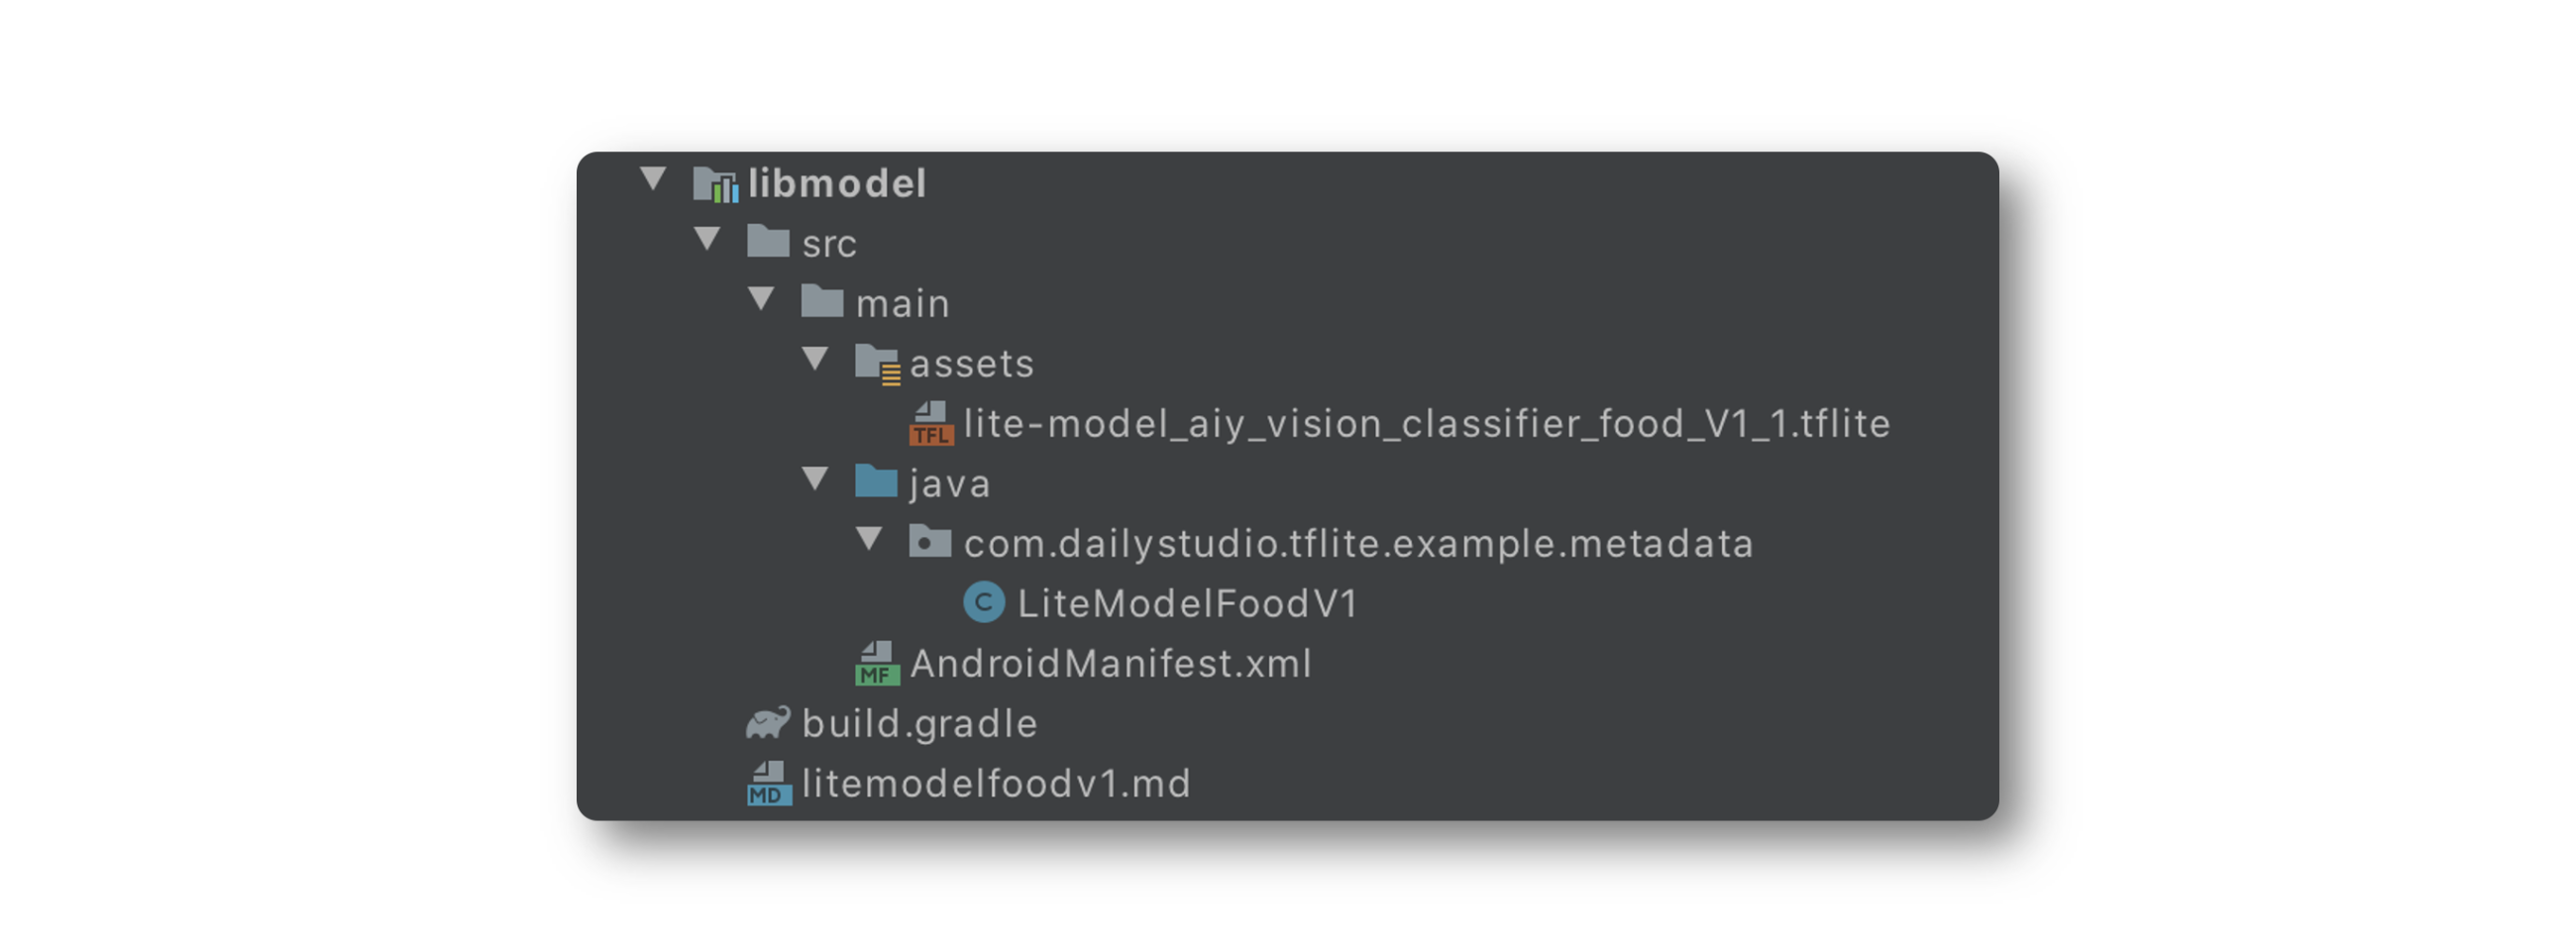 libmodel
src
main
assets
TFL lite-model_aiy_vision_classifier_food_V1_1.tflite
java
com.dailystudio.tflite.example.metadata
C LiteModelFoodV1
MF AndroidManifest.xml
build.gradle
MD litemodelfoodv1.md